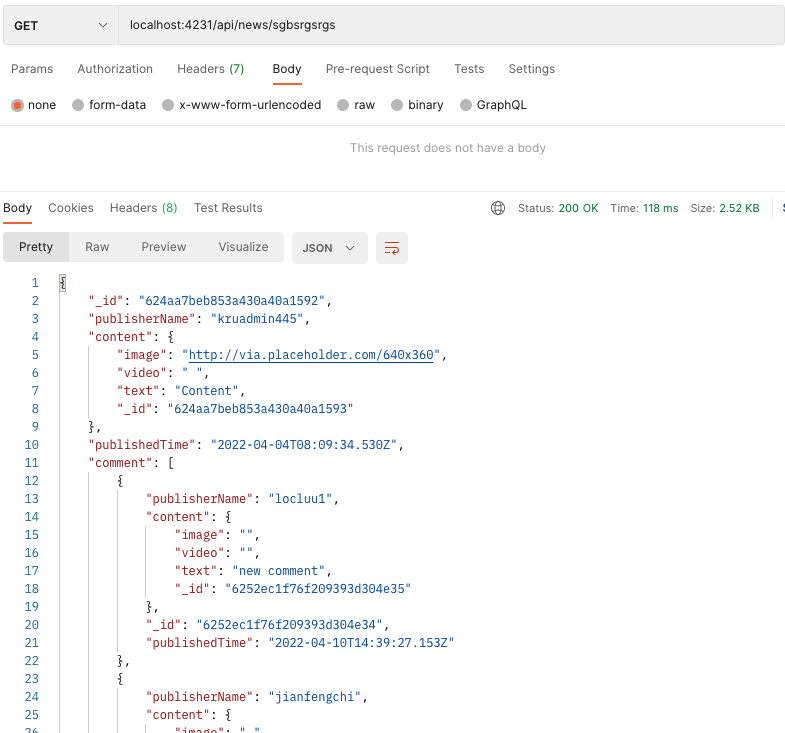 GET localhost:4231/api/news/sgbsrgsrgs
Params Authorization Headers (7) Body Pre-request Script Tests Settings
none form-data x-www-form-urlencoded raw binary GraphQL
This request does not have a body
Body Cookies Headers (8) Test Results Status: 200 OK Time: 118 ms Size: 2.52 KB
Pretty Raw Preview Visualize JSON
1 {
2 "_id": "624aa7beb853a430a40a1592",
3 "publisherName": "kruadmin445",
4 "content": {
5 "image": "http://via.placeholder.com/640x360",
6 "video": " ",
7 "text": "Content",
8 "_id": "624aa7beb853a430a40a1593"
9 },
10 "publishedTime": "2022-04-04T08:09:34.530Z",
11 "comment": [
12 {
13 "publisherName": "locluu1",
14 "content": {
15 "image": "",
16 "video": "",
17 "text": "new comment",
18 "_id": "6252ec1f76f209393d304e35"
19 },
20 "_id": "6252ec1f76f209393d304e34",
21 "publishedTime": "2022-04-10T14:39:27.153Z"
22 },
23 {
24 "publisherName": "jianfengchi",
25 "content": {
26 "image": " "